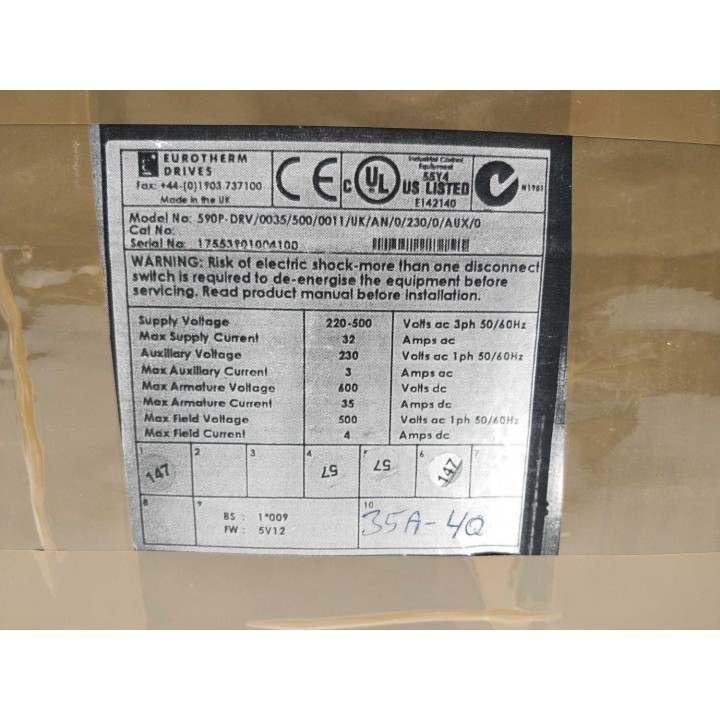 EUROTHERM
DRIVES
Fax: +44-(0)1903 737100
Made in the UK
CE
C UL US LISTED
Industrial Control
Equipment
55Y4
E142140
N1961
Model No: 590P-DRV/0035/500/0011/UK/AN/0/230/0/AUX/0
Cat No:
Serial No: 17553901004100
WARNING: Risk of electric shock-more than one disconnect
switch is required to de-energise the equipment before
servicing. Read product manual before installation.
Supply Voltage 220-500 Volts ac 3ph 50/60Hz
Max Supply Current 32 Amps ac
Auxiliary Voltage 230 Volts ac 1ph 50/60Hz
Max Auxiliary Current 3 Amps ac
Max Armature Voltage 600 Volts dc
Max Armature Current 35 Amps dc
Max Field Voltage 500 Volts ac 1ph 50/60Hz
Max Field Current 4 Amps dc
1 2 3 4 5 6 7
147 57 57 147
8 9 10
BS : 1*009
FW : 5V12
35A-4Q